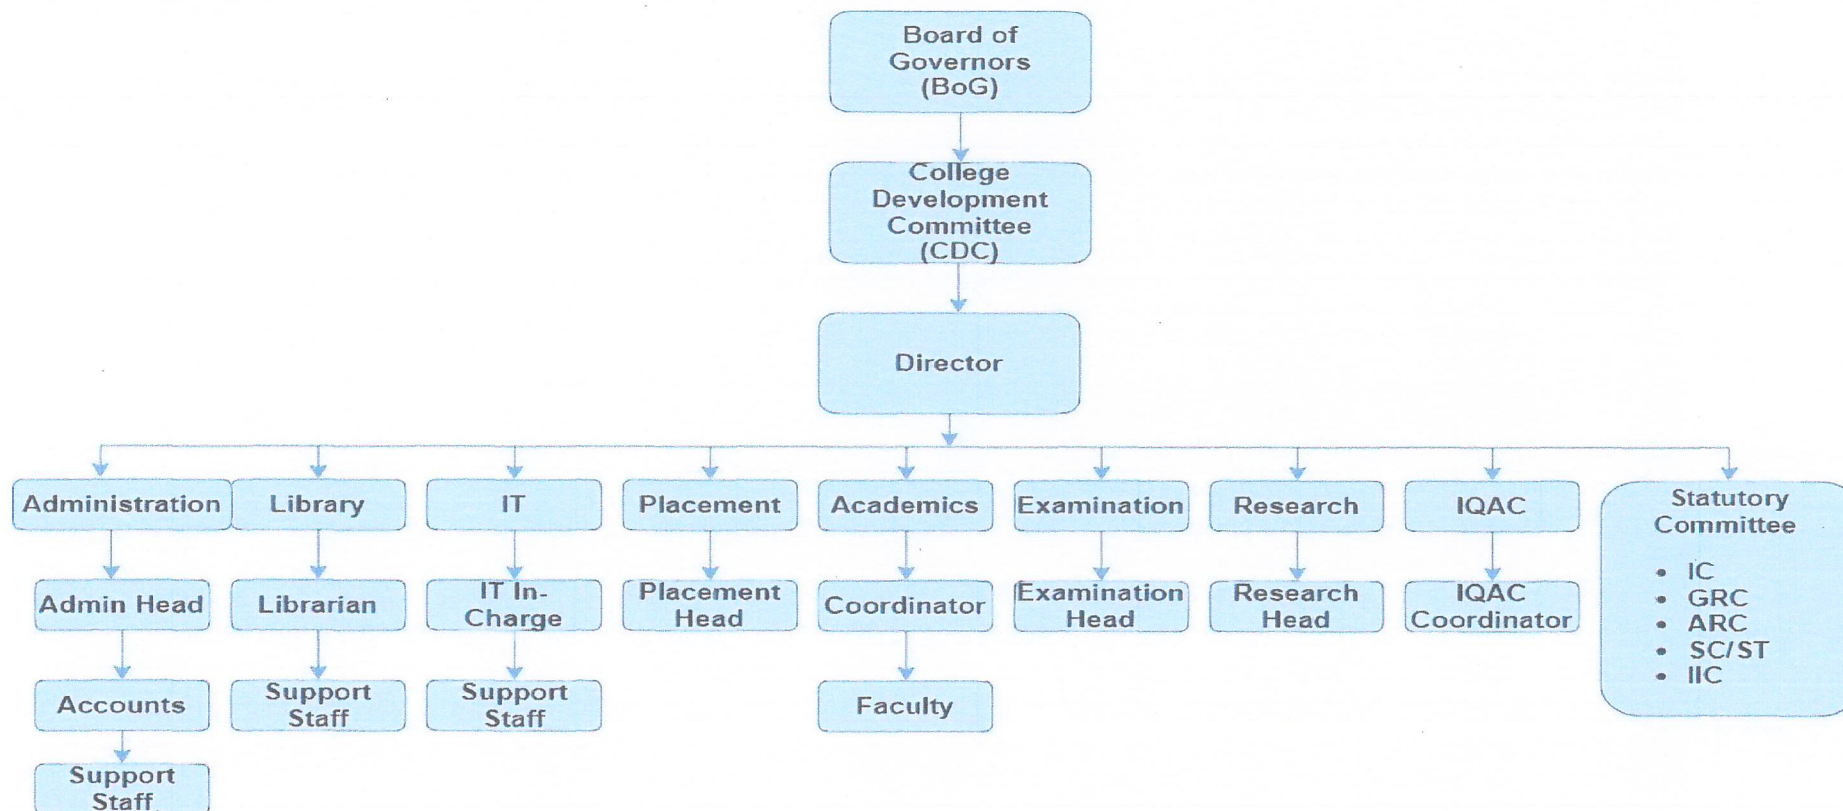 Board of
Governors
(BoG)
College
Development
Committee
(CDC)
Director
Administration
Library
IT
Placement
Academics
Examination
Research
IQAC
Statutory
Committee
• IC
• GRC
• ARC
• SC/ST
• IIC
Admin Head
Librarian
IT In-
Charge
Placement
Head
Coordinator
Examination
Head
Research
Head
IQAC
Coordinator
Accounts
Support
Staff
Support
Staff
Faculty
Support
Staff